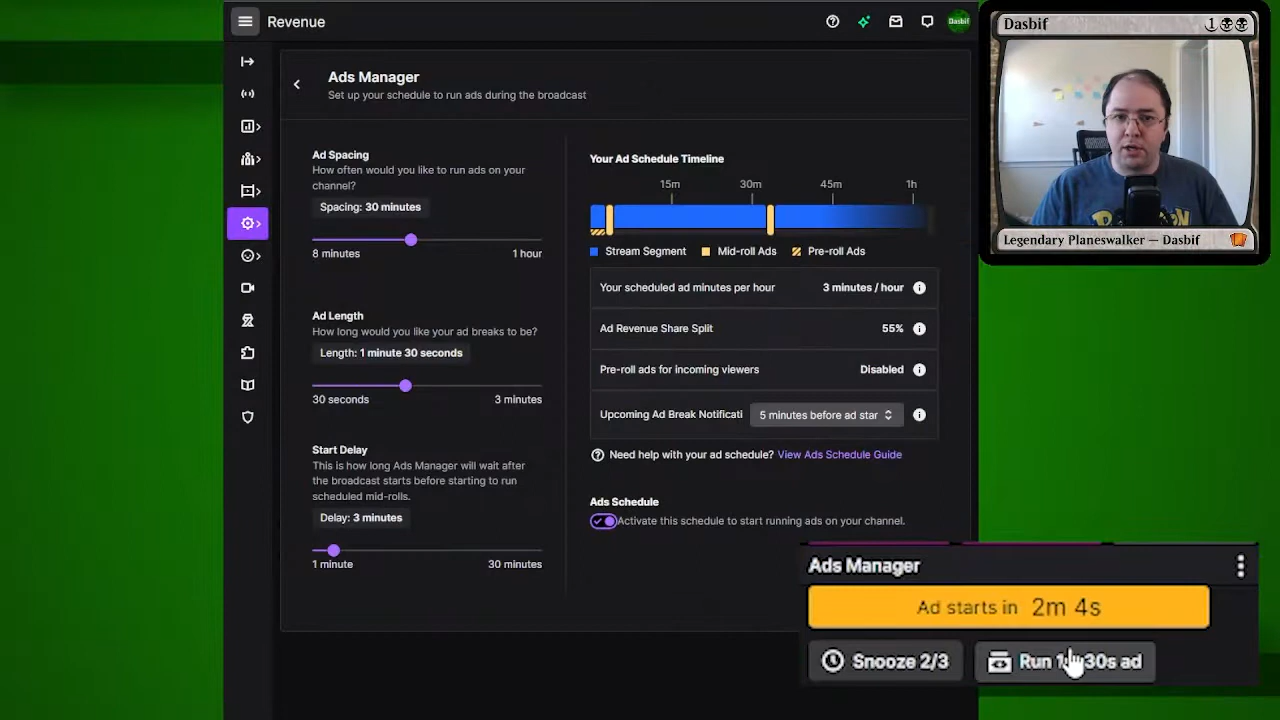 Revenue
Dasbif
Ads Manager
Set up your schedule to run ads during the broadcast
Ad Spacing
How often would you like to run ads on your
channel?
Spacing: 30 minutes
8 minutes
1 hour
Ad Length
How long would you like your ad breaks to be?
Length: 1 minute 30 seconds
30 seconds
3 minutes
Start Delay
This is how long Ads Manager will wait after
the broadcast starts before starting to run
scheduled mid-rolls.
Delay: 3 minutes
1 minute
30 minutes
Your Ad Schedule Timeline
15m 30m 45m 1h
Stream Segment Mid-roll Ads Pre-roll Ads
Your scheduled ad minutes per hour 3 minutes / hour
Ad Revenue Share Split 55%
Pre-roll ads for incoming viewers Disabled
Upcoming Ad Break Notificati 5 minutes before ad star
Need help with your ad schedule? View Ads Schedule Guide
Ads Schedule
Activate this schedule to start running ads on your channel.
Dasbif 1
Legendary Planeswalker — Dasbif
Ads Manager
Ad starts in 2m 4s
Snooze 2/3
Run 30s ad